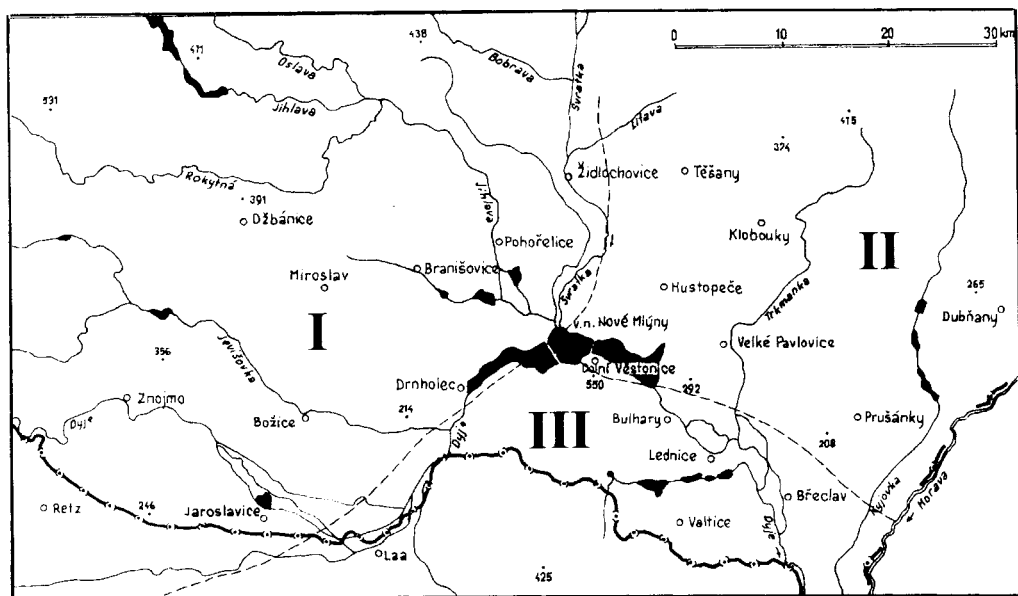 0 10 20 30 km
438
471
Oslava
Bobrava
Svratka
Jihlava
Litava
531
475
374
Židlochovice
Těšany
Rokytná
391
Džbánice
Jihlava
Klobouky
Pohořelice
II
Branišovice
Miroslav
Svratka
Hustopeče
Trkmanka
265
Dubňany
I
v.n. Nové Mlýny
Velké Pavlovice
356
Jevišovka
Dolní Věstonice
550
292
Drnholec
Znojmo
214
III
Bulhary
Prušánky
Dyje
Božice
Dyje
208
Lednice
Břeclav
Kyjovka
Morava
Retz
246
Jaroslavice
Valtice
Dyje
Laa
425